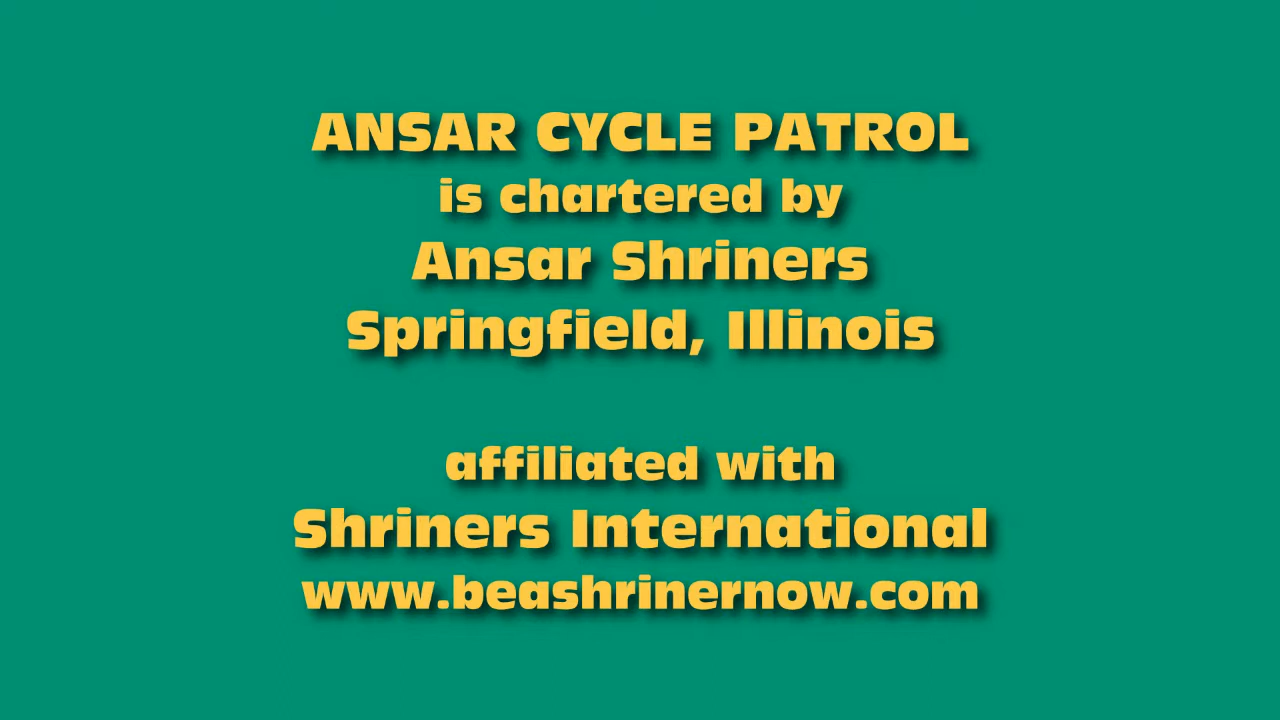 ANSAR CYCLE PATROL
is chartered by
Ansar Shriners
Springfield, Illinois
affiliated with
Shriners International
www.beashrinernow.com